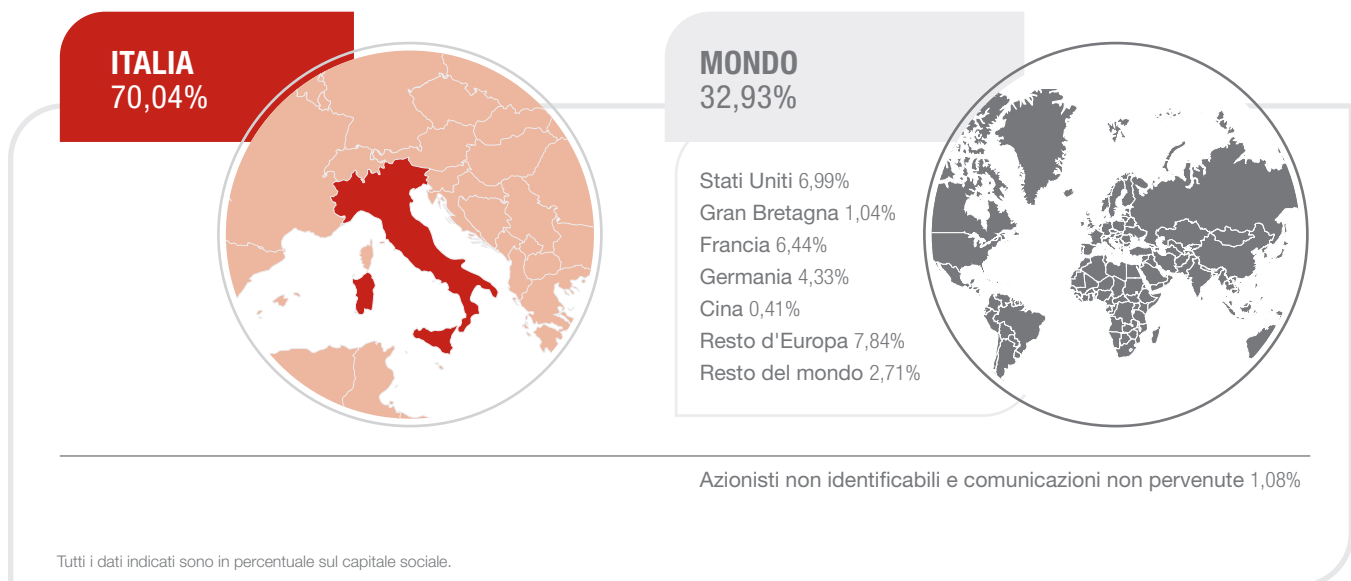 ITALIA
70,04%
MONDO
32,93%
Stati Uniti 6,99%
Gran Bretagna 1,04%
Francia 6,44%
Germania 4,33%
Cina 0,41%
Resto d'Europa 7,84%
Resto del mondo 2,71%
Azionisti non identificabili e comunicazioni non pervenute 1,08%
Tutti i dati indicati sono in percentuale sul capitale sociale.